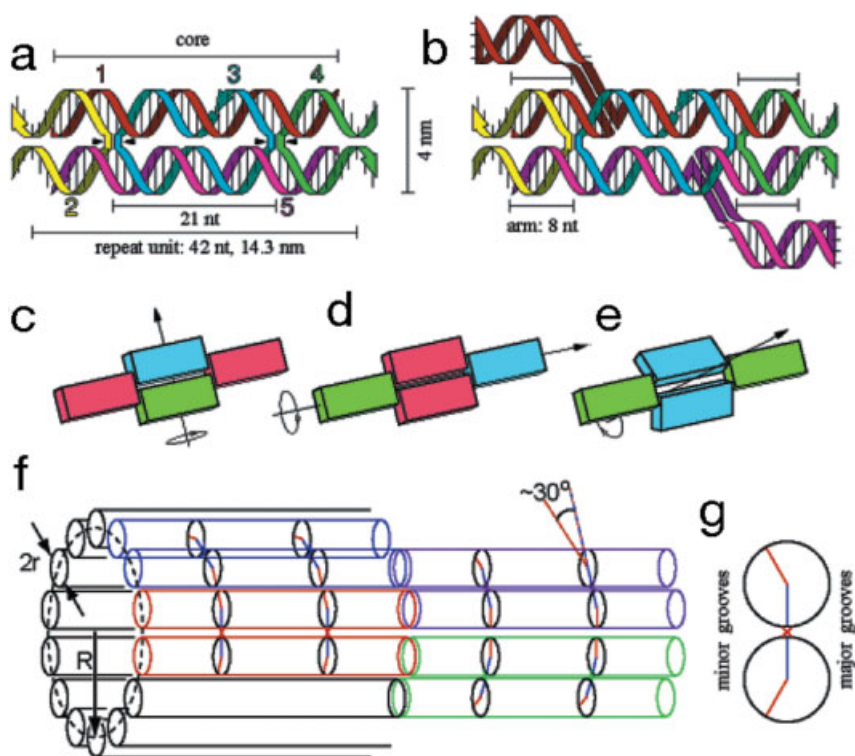 a
core
1
3
4
2
5
21 nt
repeat unit: 42 nt, 14.3 nm
4 nm
b
arm: 8 nt
c
d
e
f
2r
R
~30°
g
minor grooves
major grooves